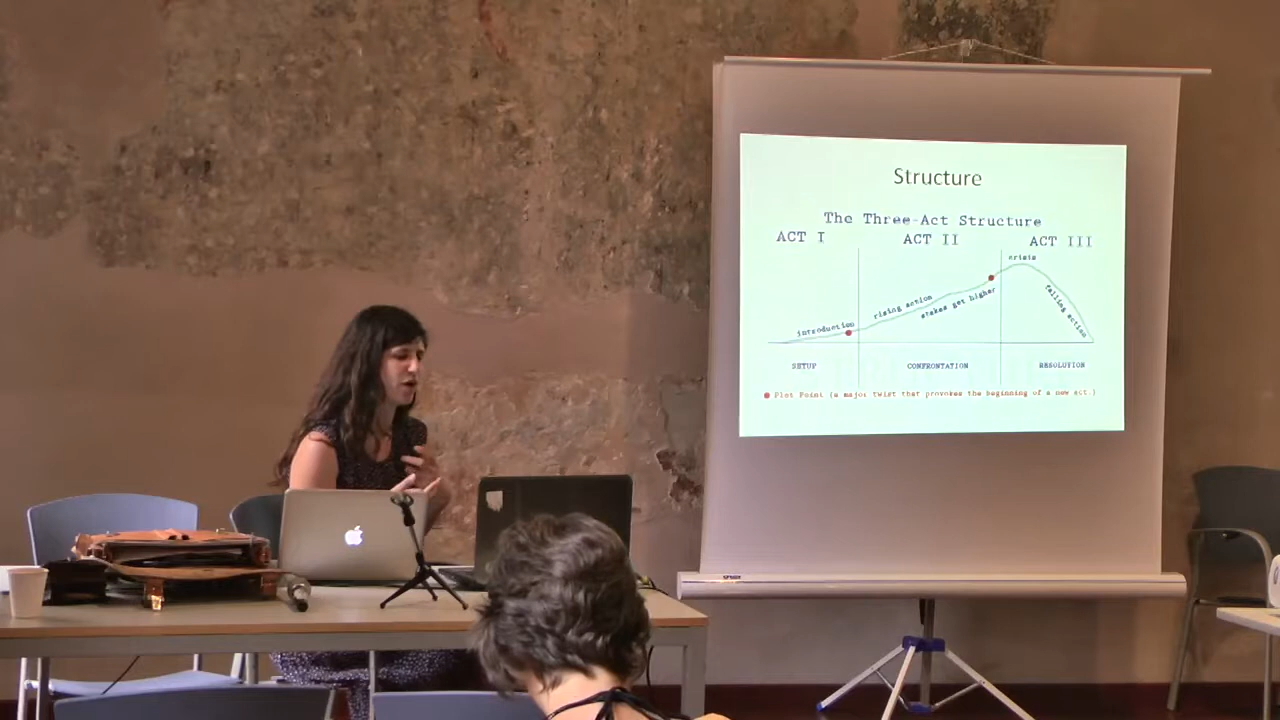 Structure
The Three-Act Structure
ACT I ACT II ACT III
crisis
introduction rising action stakes get higher falling action
SETUP CONFRONTATION RESOLUTION
Plot Point (a major twist that provokes the beginning of a new act.)